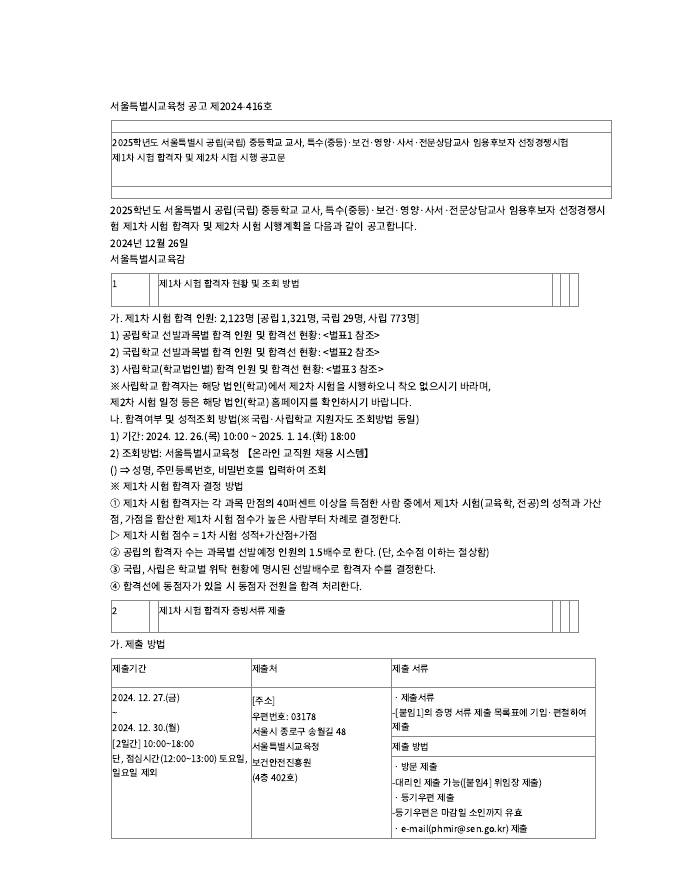 서울특별시교육청 공고 제2024-416호
2025학년도 서울특별시 공립(국립) 중등학교 교사, 특수(중등)·보건·영양·사서·전문상담교사 임용후보자 선정경쟁시험
제1차 시험 합격자 및 제2차 시험 시행 공고문
2025학년도 서울특별시 공립(국립) 중등학교 교사, 특수(중등)·보건·영양·사서·전문상담교사 임용후보자 선정경쟁시
험 제1차 시험 합격자 및 제2차 시험 시행계획을 다음과 같이 공고합니다.
2024년 12월 26일
서울특별시교육감
1 제1차 시험 합격자 현황 및 조회 방법
가. 제1차 시험 합격 인원: 2,123명 [공립 1,321명, 국립 29명, 사립 773명]
1) 공립학교 선발과목별 합격 인원 및 합격선 현황: <별표1 참조>
2) 국립학교 선발과목별 합격 인원 및 합격선 현황: <별표2 참조>
3) 사립학교(학교법인별) 합격 인원 및 합격선 현황: <별표3 참조>
※사립학교 합격자는 해당 법인(학교)에서 제2차 시험을 시행하오니 착오 없으시기 바라며,
제2차 시험 일정 등은 해당 법인(학교) 홈페이지를 확인하시기 바랍니다.
나. 합격여부 및 성적조회 방법(※국립·사립학교 지원자도 조회방법 동일)
1) 기간: 2024. 12. 26.(목) 10:00 ~ 2025. 1. 14.(화) 18:00
2) 조회방법: 서울특별시교육청 【온라인 교직원 채용 시스템】
() ⇒ 성명, 주민등록번호, 비밀번호를 입력하여 조회
※ 제1차 시험 합격자 결정 방법
① 제1차 시험 합격자는 각 과목 만점의 40퍼센트 이상을 득점한 사람 중에서 제1차 시험(교육학, 전공)의 성적과 가산
점, 가점을 합산한 제1차 시험 점수가 높은 사람부터 차례로 결정한다.
▷ 제1차 시험 점수 = 1차 시험 성적+가산점+가점
② 공립의 합격자 수는 과목별 선발예정 인원의 1.5배수로 한다. (단, 소수점 이하는 절상함)
③ 국립, 사립은 학교별 위탁 현황에 명시된 선발배수로 합격자 수를 결정한다.
④ 합격선에 동점자가 있을 시 동점자 전원을 합격 처리한다.
2 제1차 시험 합격자 증빙서류 제출
가. 제출 방법
제출기간 제출처 제출 서류
2024. 12. 27.(금)
~
2024. 12. 30.(월)
[2일간] 10:00~18:00
단, 점심시간(12:00~13:00) 토요일,
일요일 제외
[주소]
우편번호: 03178
서울시 종로구 송월길 48
서울특별시교육청
보건안전진흥원
(4층 402호)
· 제출서류
-[붙임1]의 증명 서류 제출 목록표에 기입·편철하여
제출
제출 방법
· 방문 제출
-대리인 제출 가능([붙임4] 위임장 제출)
· 등기우편 제출
-등기우편은 마감일 소인까지 유효
· e-mail(phmir@sen.go.kr) 제출